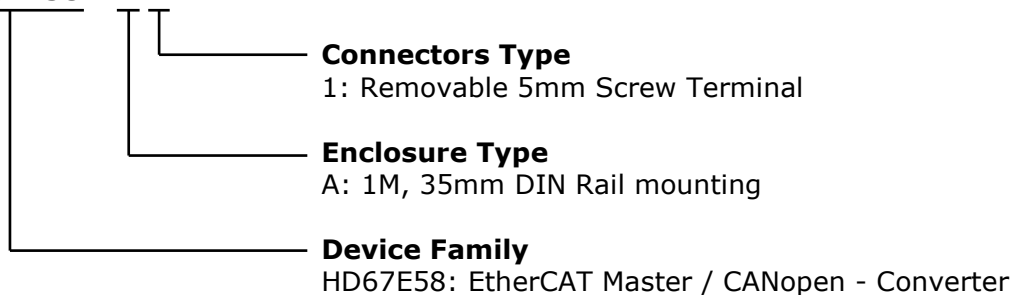 Connectors Type
1: Removable 5mm Screw Terminal
Enclosure Type
A: 1M, 35mm DIN Rail mounting
Device Family
HD67E58: EtherCAT Master / CANopen - Converter